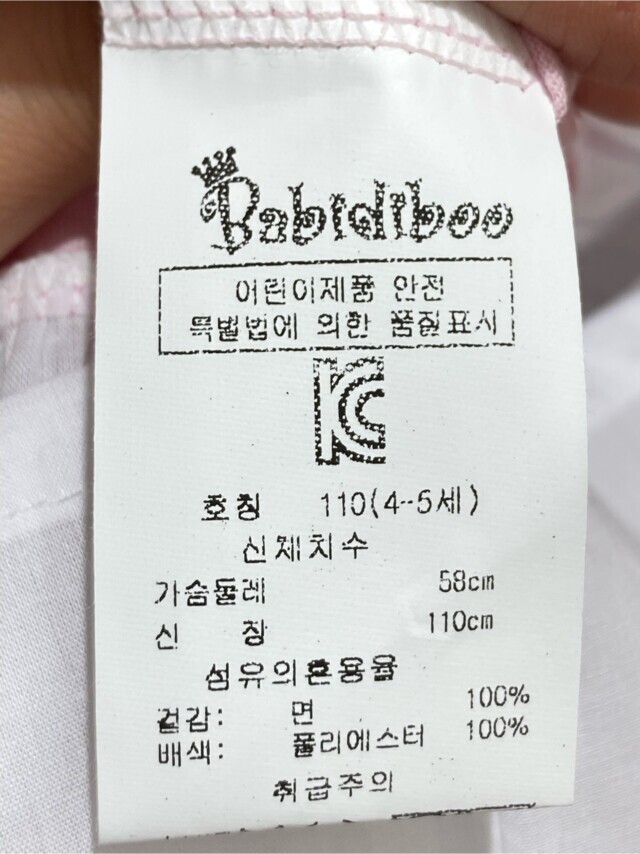 Babidiboo
어린이제품 안전
특별법에 의한 품질표시
KC
호칭 110(4-5세)
신체치수
가슴둘레 58cm
신 장 110cm
섬유의혼용율
겉감: 면 100%
배색: 폴리에스터 100%
취급주의